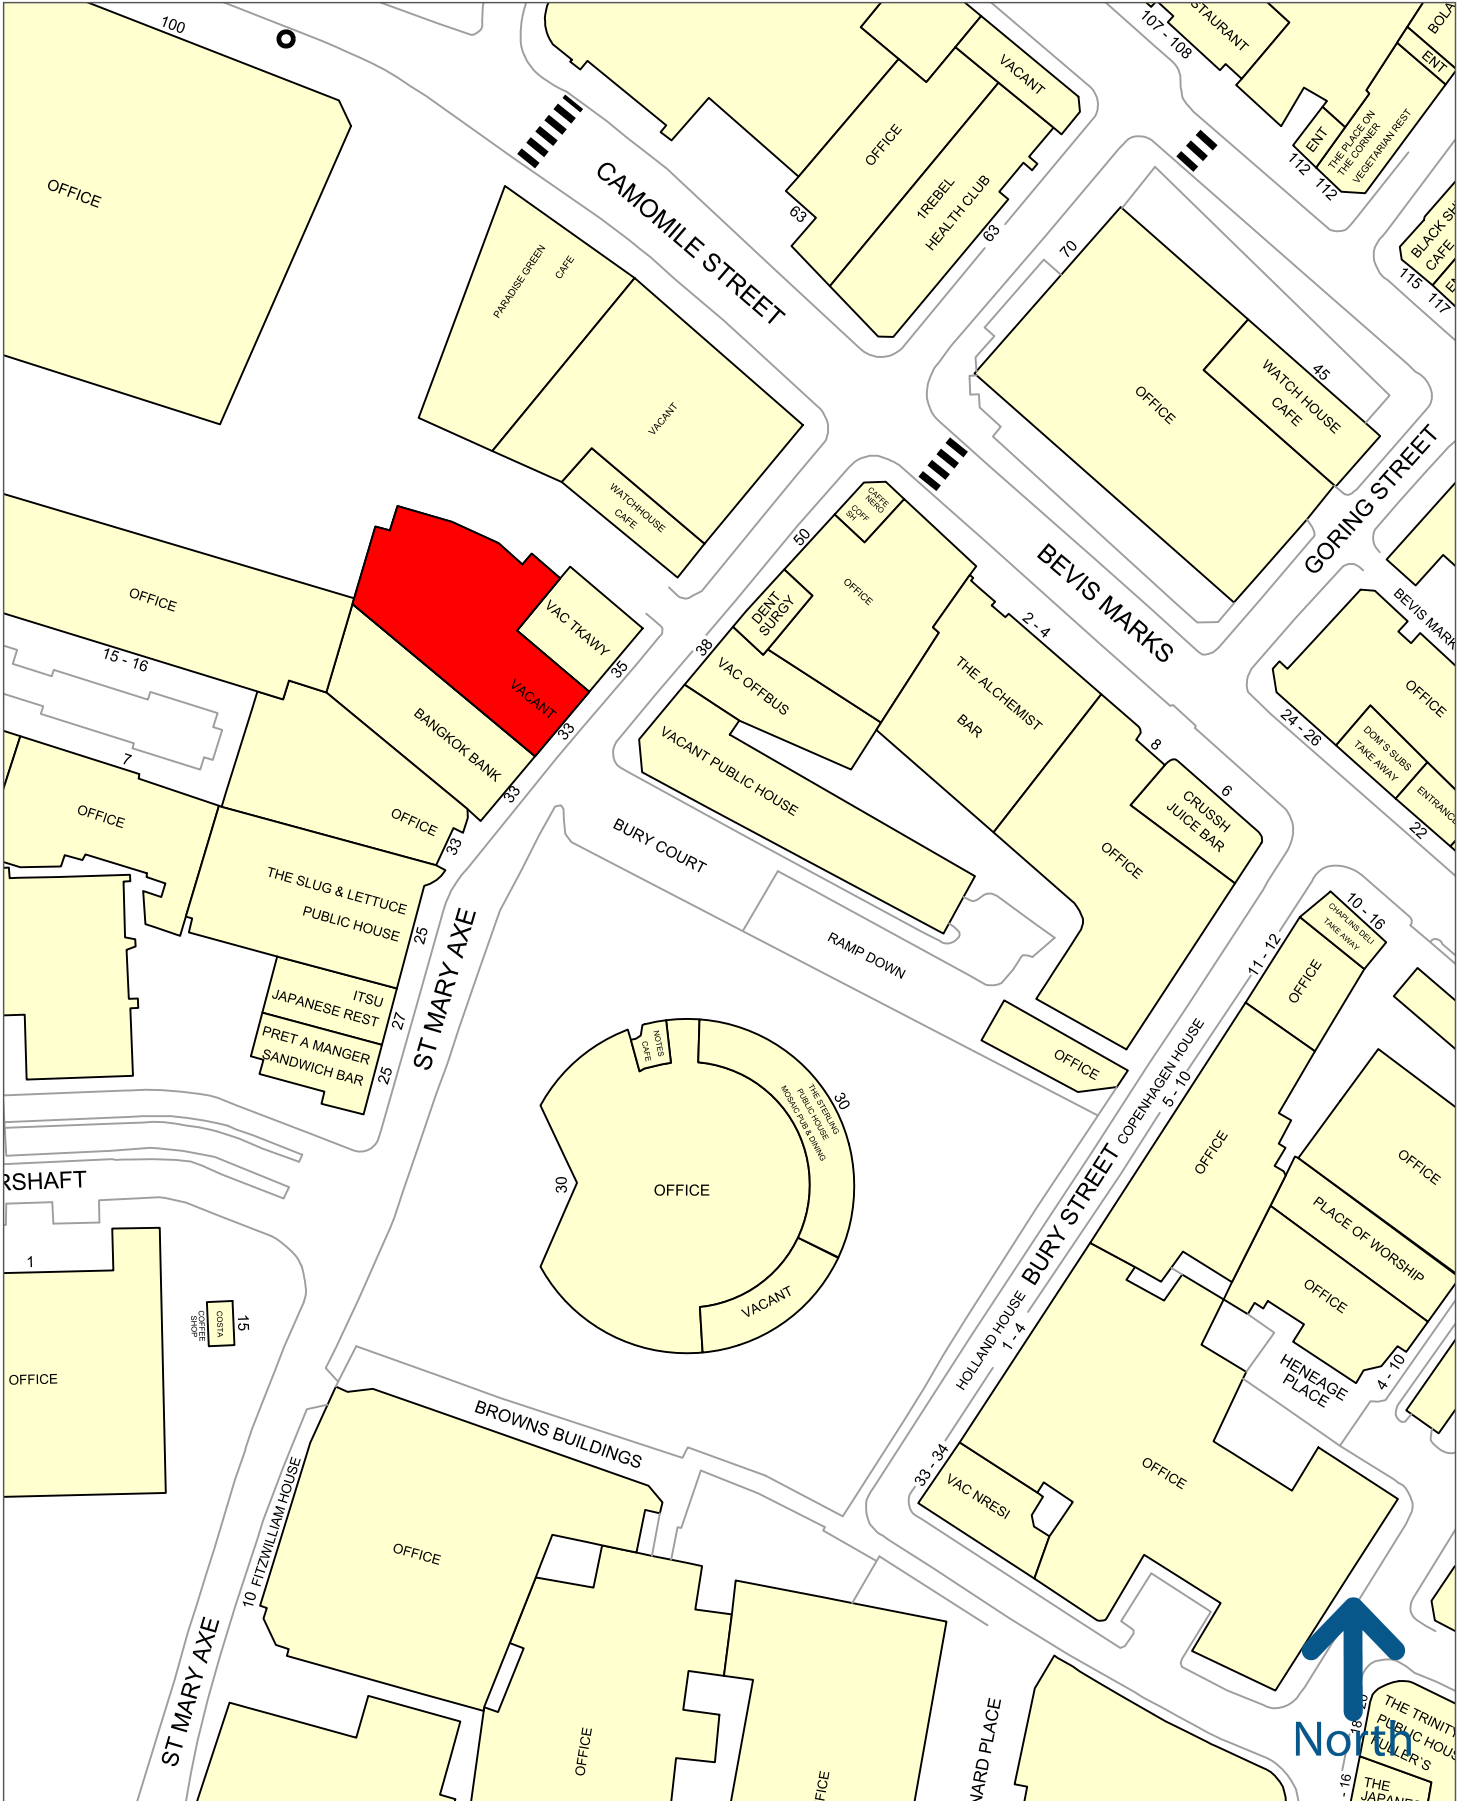 100
OFFICE
CAMOMILE STREET
VACANT
OFFICE
1REBEL
HEALTH CLUB
63
63
107 - 108
ENT
ENT
THE PLACE ON
THE CORNER
VEGETARIAN REST
112
112
CAFE
115
117
PARADISE GREEN
CAFE
VACANT
WATCHHOUSE
CAFE
70
OFFICE
45
WATCH HOUSE
CAFE
GORING STREET
BEVIS MARKS
50
CAFFE
NERO
COFF
SH
OFFICE
DENT
SURGY
38
VAC OFFBUS
VACANT PUBLIC HOUSE
2 - 4
THE ALCHEMIST
BAR
8
6
CRUSSH
JUICE BAR
OFFICE
OFFICE
24 - 26
DOM'S SUBS
TAKE AWAY
22
OFFICE
15 - 16
VAC TKAWY
35
VACANT
33
BANGKOK BANK
33
OFFICE
33
7
OFFICE
THE SLUG & LETTUCE
PUBLIC HOUSE
25
ITSU
JAPANESE REST
27
PRET A MANGER
SANDWICH BAR
25
ST MARY AXE
BURY COURT
RAMP DOWN
OFFICE
10 - 16
CHAPLINS DELI
TAKE AWAY
11 - 12
OFFICE
COPENHAGEN HOUSE
5 - 10
OFFICE
BURY STREET
OFFICE
PLACE OF WORSHIP
OFFICE
HENEAGE
PLACE
4 - 10
HOLLAND HOUSE
1 - 4
OFFICE
33 - 34
VAC NRESI
NOTES
CAFE
30
THE STERLING
PUBLIC HOUSE
MOSAIC PUB & DINING
30
OFFICE
VACANT
1
OFFICE
COSTA
COFFEE
SHOP
15
BROWNS BUILDINGS
10 FITZWILLIAM HOUSE
OFFICE
ST MARY AXE
OFFICE
North
THE TRINITY
FULLER'S
THE